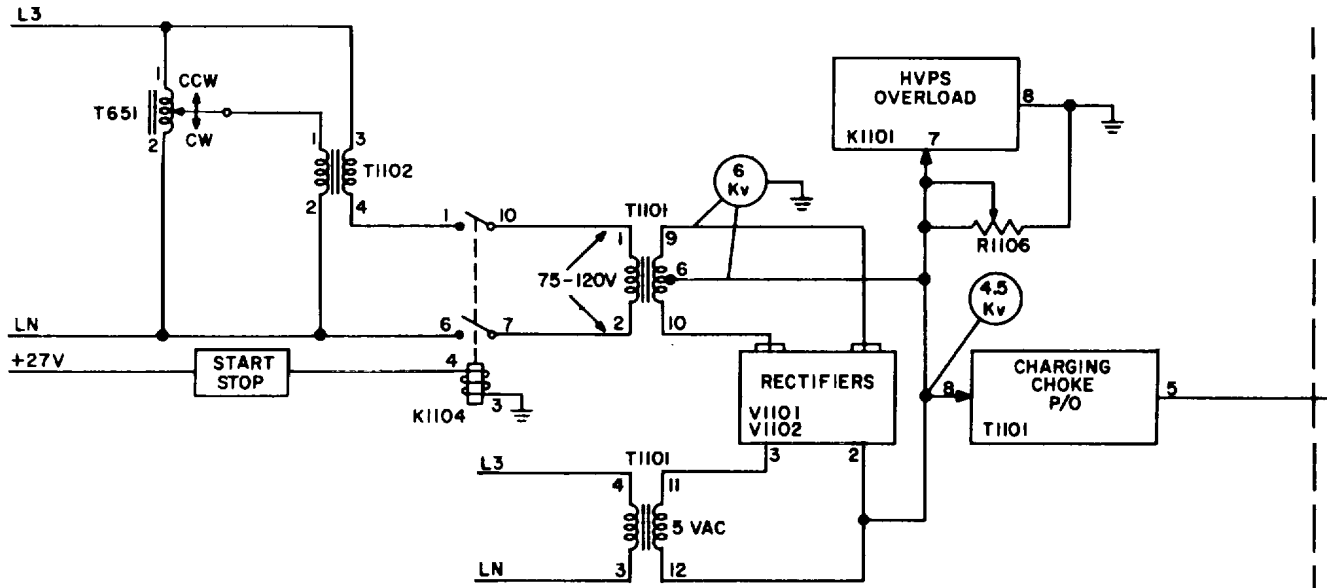 L3
1
CCW
T651
CW
2
1
3
T1102
2
4
HVPS
OVERLOAD
8
K1101
7
6
Kv
R1106
1
10
T1101
1
9
75-120V
6
2
10
4.5
Kv
LN
6
7
+27V
START
STOP
4
3
K1104
RECTIFIERS
V1101
V1102
3
2
8
CHARGING
CHOKE
P/O
T1101
5
L3
T1101
4
11
5 VAC
LN
3
12